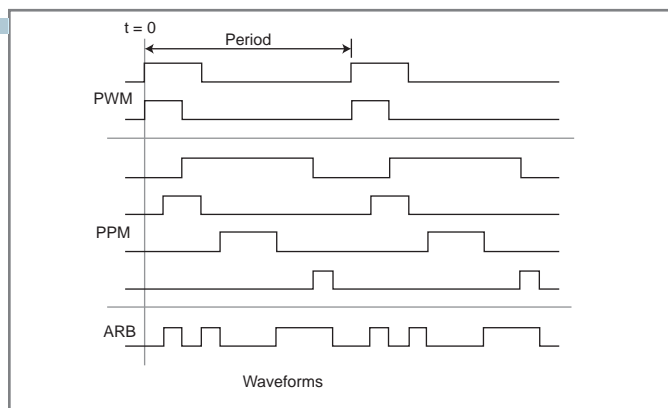 t = 0
Period
PWM
PPM
ARB
Waveforms